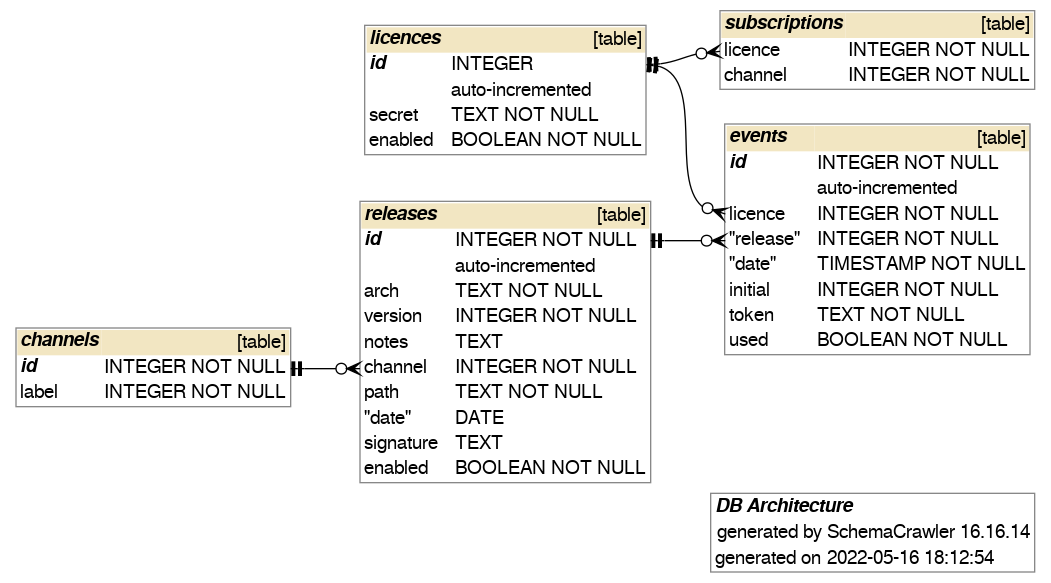 licences [table]
id INTEGER
auto-incremented
secret TEXT NOT NULL
enabled BOOLEAN NOT NULL
subscriptions [table]
licence INTEGER NOT NULL
channel INTEGER NOT NULL
events [table]
id INTEGER NOT NULL
auto-incremented
licence INTEGER NOT NULL
"release" INTEGER NOT NULL
"date" TIMESTAMP NOT NULL
initial INTEGER NOT NULL
token TEXT NOT NULL
used BOOLEAN NOT NULL
releases [table]
id INTEGER NOT NULL
auto-incremented
arch TEXT NOT NULL
version INTEGER NOT NULL
notes TEXT
channel INTEGER NOT NULL
path TEXT NOT NULL
"date" DATE
signature TEXT
enabled BOOLEAN NOT NULL
channels [table]
id INTEGER NOT NULL
label INTEGER NOT NULL
DB Architecture
generated by SchemaCrawler 16.16.14
generated on 2022-05-16 18:12:54